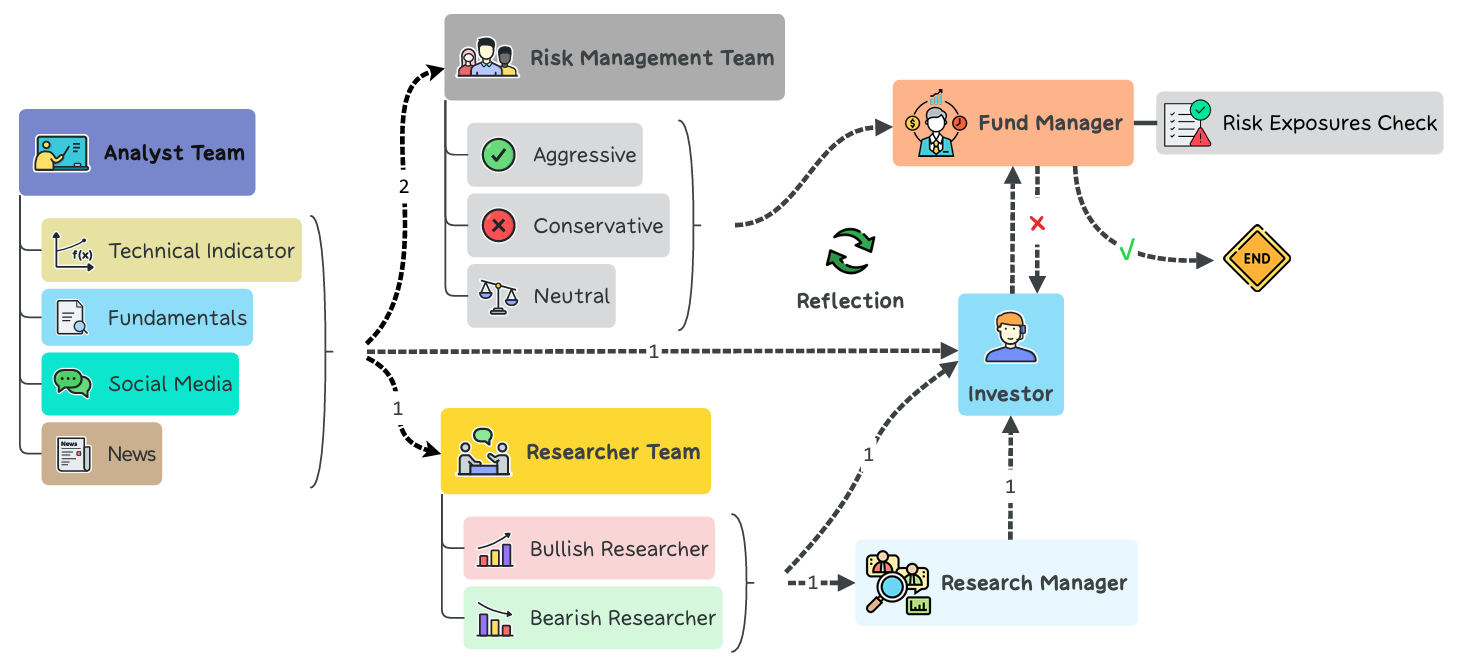 Risk Management Team
Analyst Team
Technical Indicator
f(x)
Fundamentals
Social Media
News
News
2
1
1
Aggressive
Conservative
Neutral
Researcher Team
Bullish Researcher
Bearish Researcher
Fund Manager
$
Risk Exposures Check
×
√
END
Reflection
Investor
1
1
1
Research Manager